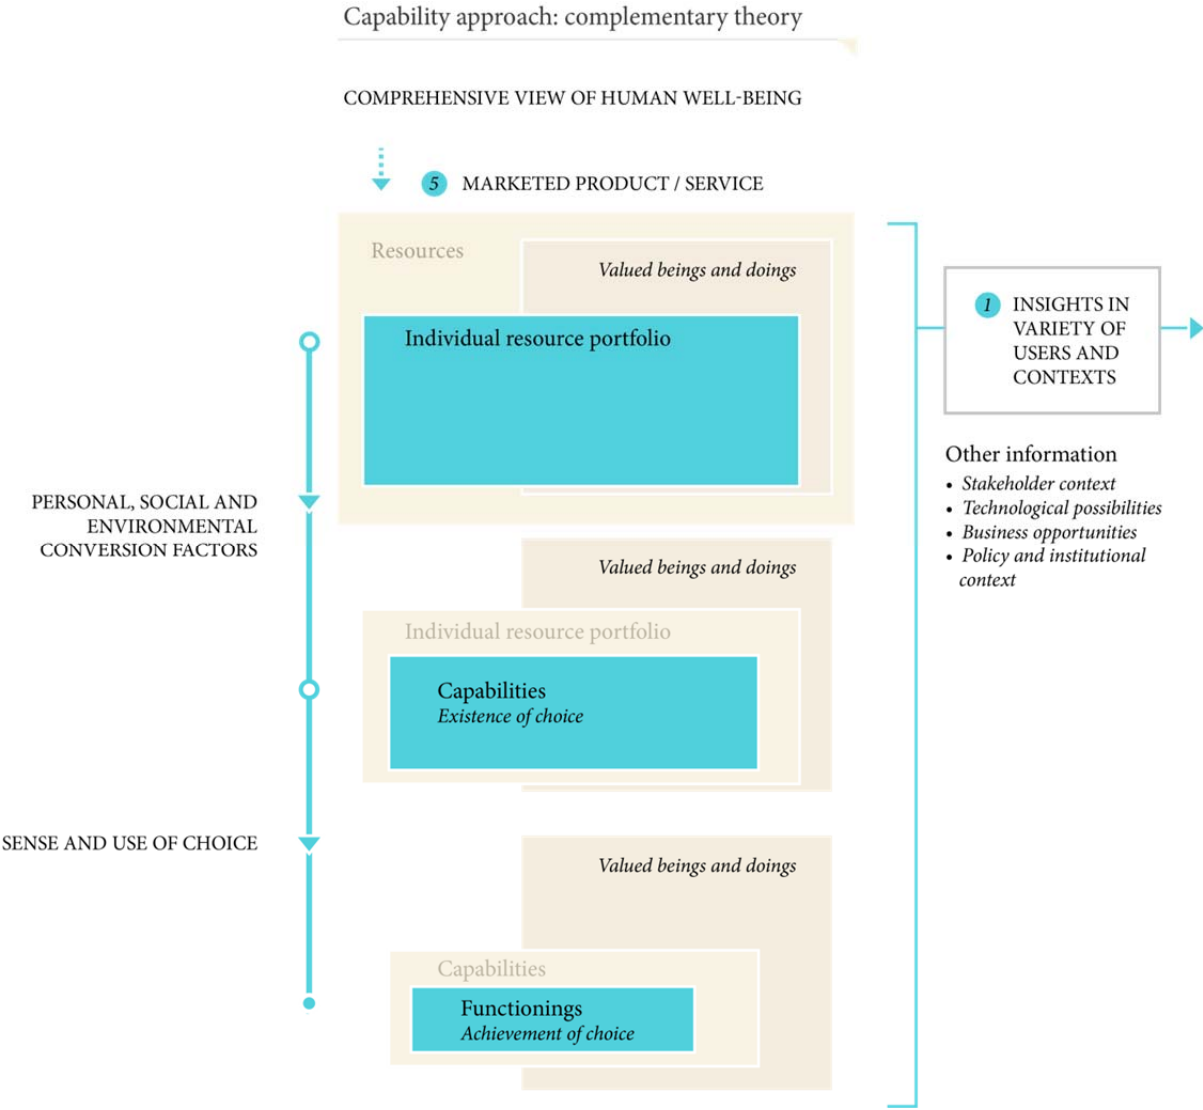 Capability approach: complementary theory
COMPREHENSIVE VIEW OF HUMAN WELL-BEING
5 MARKETED PRODUCT / SERVICE
Resources
Valued beings and doings
Individual resource portfolio
PERSONAL, SOCIAL AND
ENVIRONMENTAL
CONVERSION FACTORS
Valued beings and doings
Individual resource portfolio
Capabilities
Existence of choice
SENSE AND USE OF CHOICE
Valued beings and doings
Capabilities
Functionings
Achievement of choice
1 INSIGHTS IN
VARIETY OF
USERS AND
CONTEXTS
Other information
• Stakeholder context
• Technological possibilities
• Business opportunities
• Policy and institutional
context